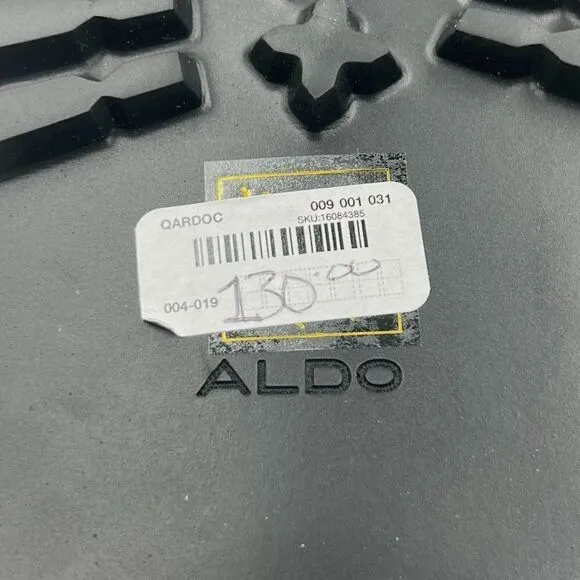 QARDOC 009 001 031
SKU:16084385
004-019 130.00
ALDO